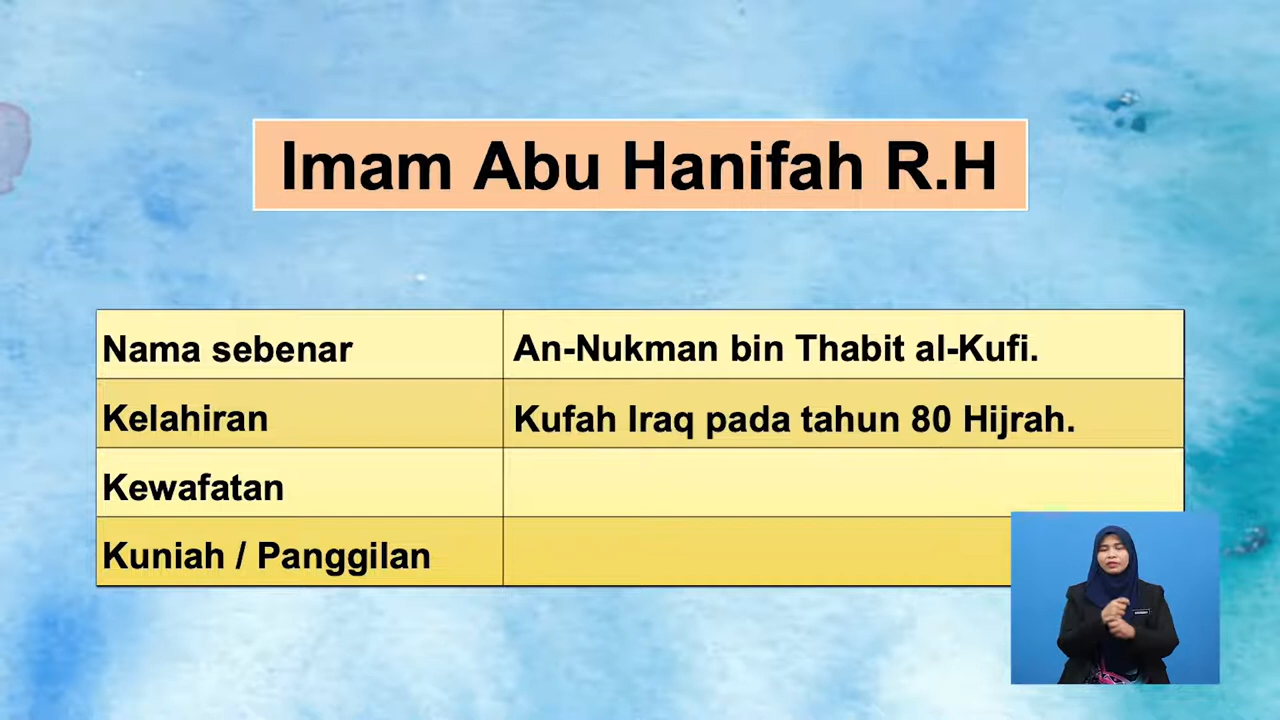 Imam Abu Hanifah R.H
Nama sebenar
An-Nukman bin Thabit al-Kufi.
Kelahiran
Kufah Iraq pada tahun 80 Hijrah.
Kewafatan
Kuniah / Panggilan